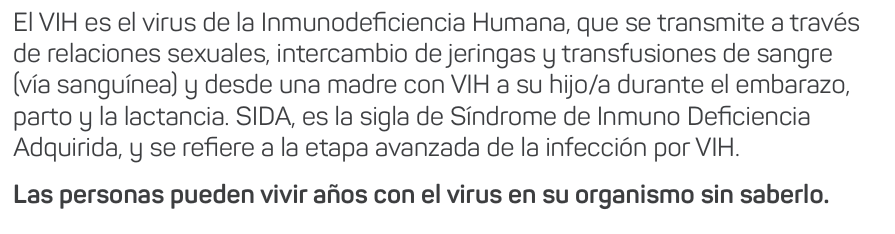 El VIH es el virus de la Inmunodeficiencia Humana, que se transmite a través
de relaciones sexuales, intercambio de jeringas y transfusiones de sangre
(vía sanguínea) y desde una madre con VIH a su hijo/a durante el embarazo,
parto y la lactancia. SIDA, es la sigla de Síndrome de Inmuno Deficiencia
Adquirida, y se refiere a la etapa avanzada de la infección por VIH.
Las personas pueden vivir años con el virus en su organismo sin saberlo.